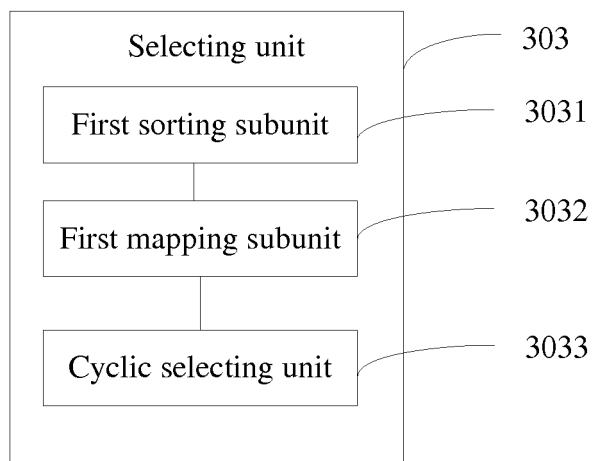 Selecting unit
303
First sorting subunit
3031
First mapping subunit
3032
Cyclic selecting unit
3033